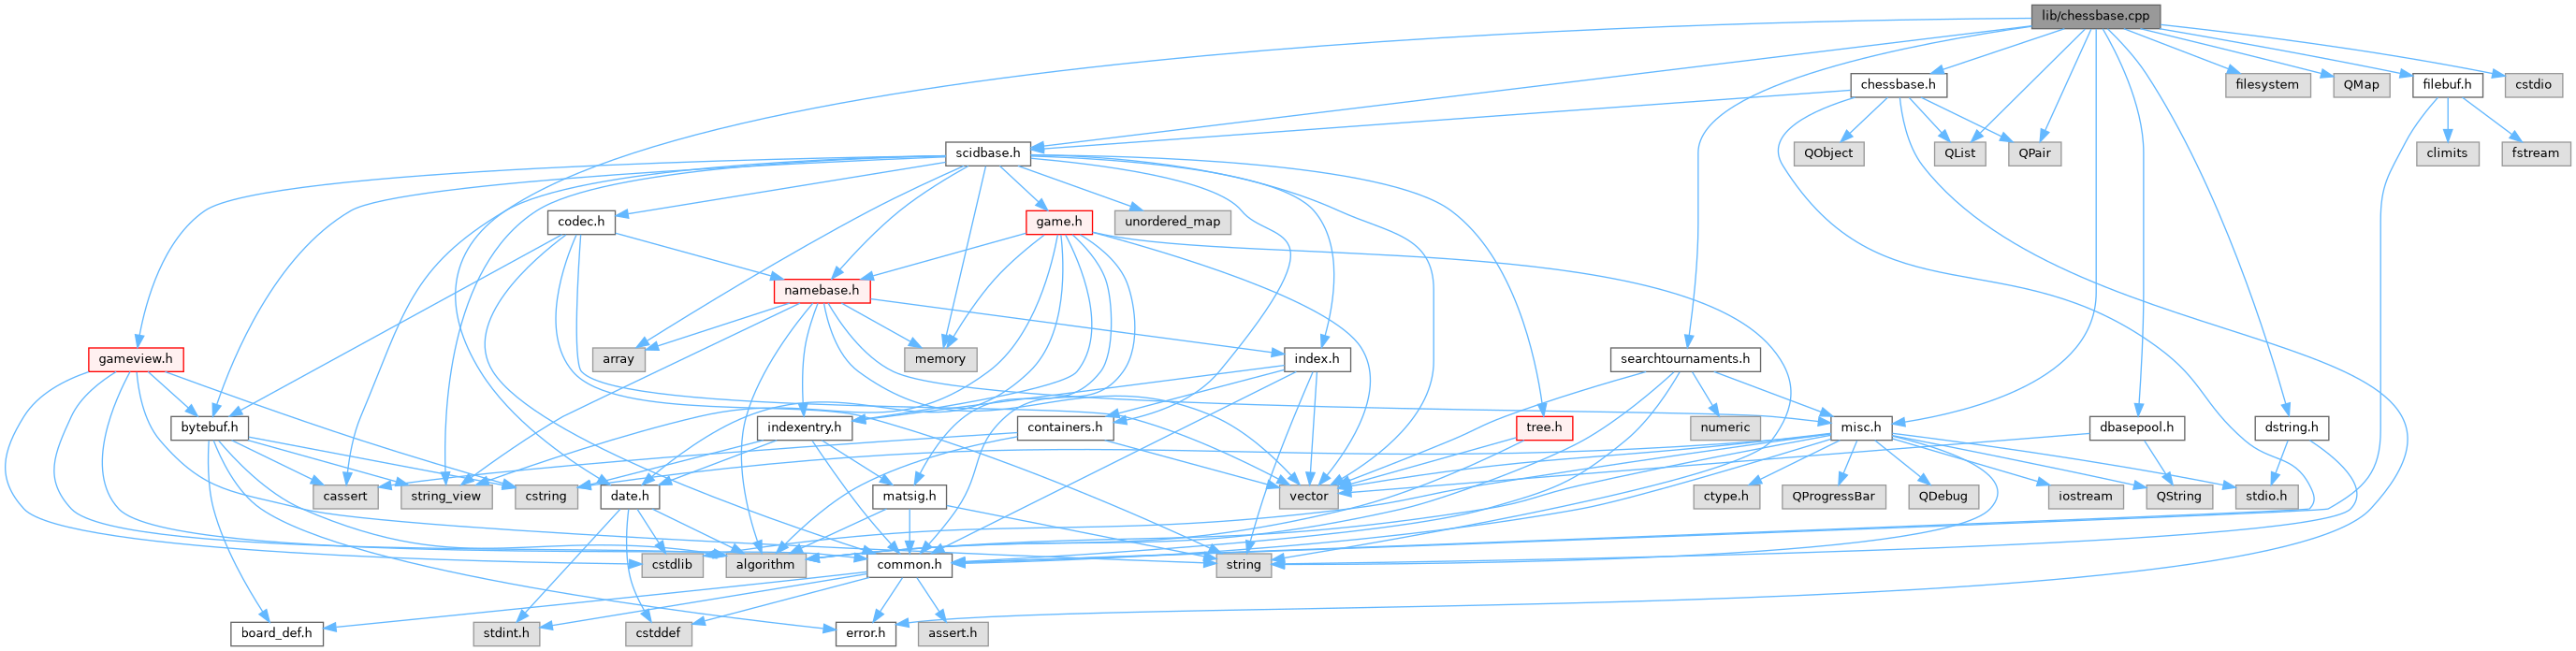 lib/chessbase.cpp
chessbase.h
filesystem
QMap
filebuf.h
cstdio
scidbase.h
QObject
QList
QPair
climits
fstream
codec.h
game.h
unordered_map
namebase.h
gameview.h
array
memory
index.h
searchtournaments.h
bytebuf.h
indexentry.h
containers.h
tree.h
numeric
misc.h
dbasepool.h
dstring.h
cassert
string_view
cstring
date.h
matsig.h
vector
ctype.h
QProgressBar
QDebug
iostream
QString
stdio.h
cstdlib
algorithm
common.h
string
board_def.h
stdint.h
cstddef
error.h
assert.h